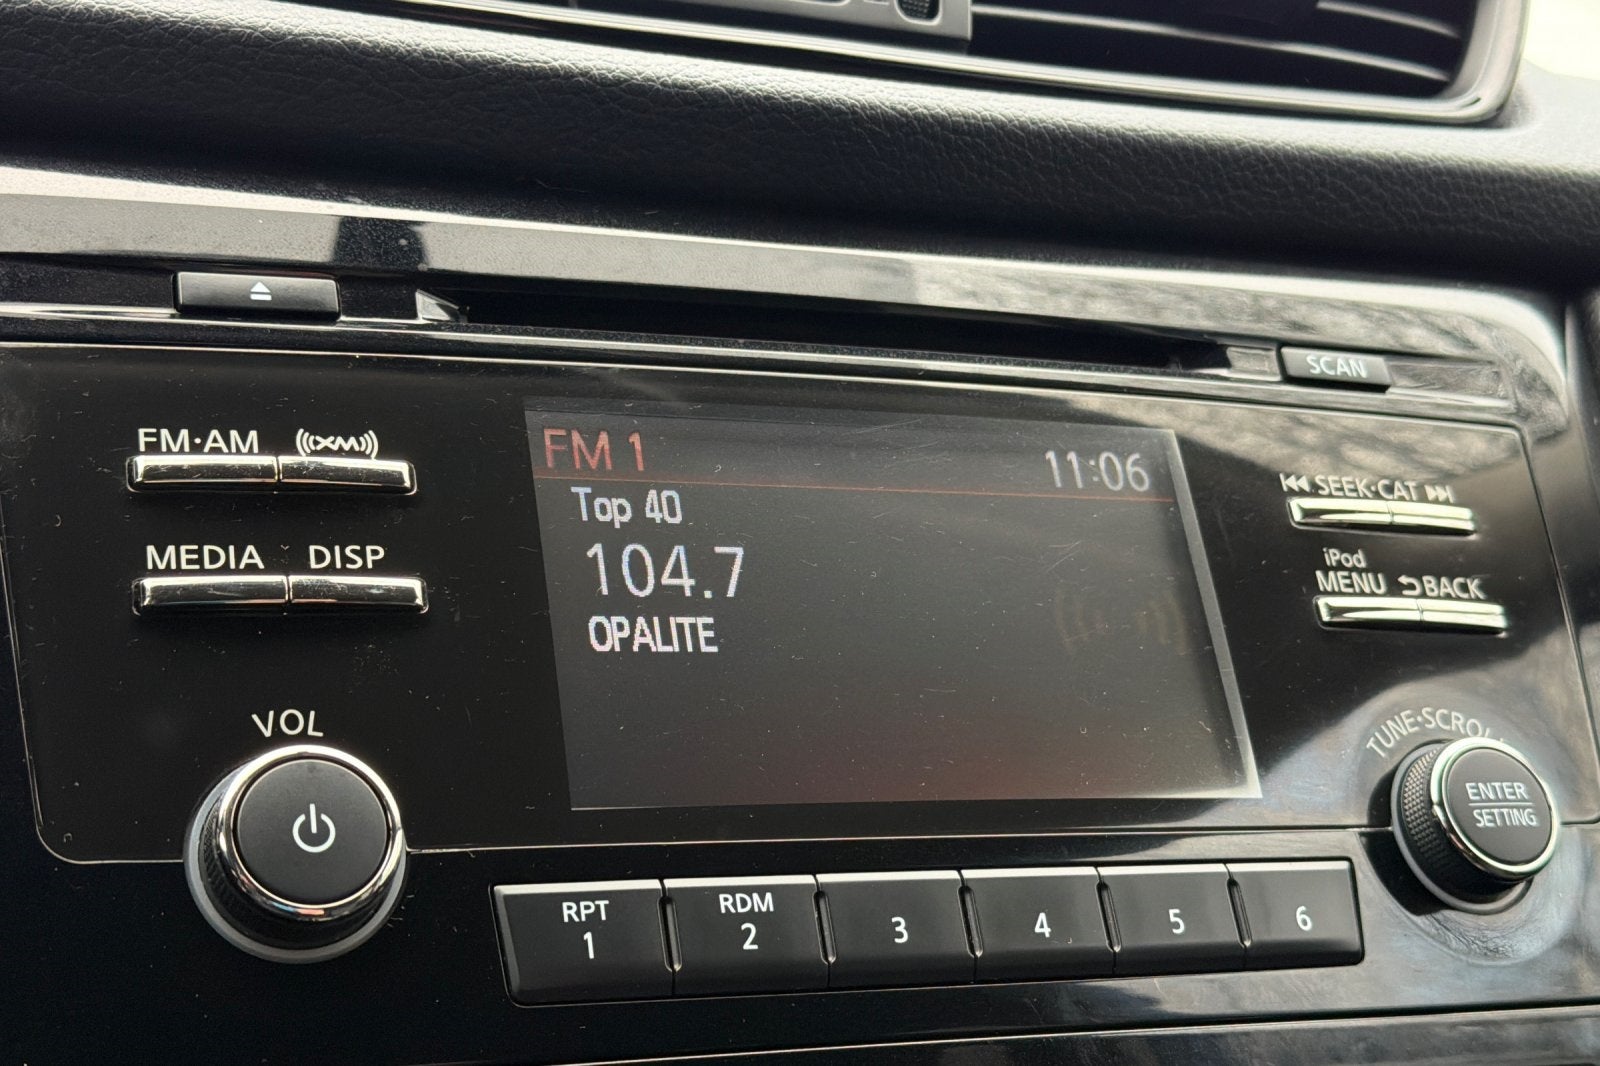 SCAN
FM·AM
XM
MEDIA DISP
VOL
FM 1
11:06
Top 40
104.7
OPALITE
SEEK·CAT
iPod
MENU BACK
TUNE·SCROLL
ENTER
SETTING
RPT
1
RDM
2
3
4
5
6